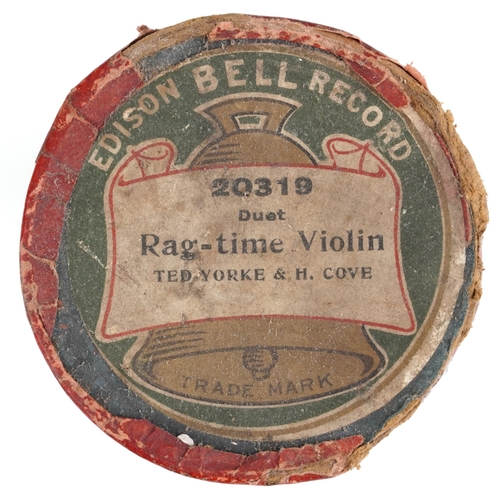 EDISON BELL RECORD
20319
Duet
Rag-time Violin
TED YORKE & H. COVE
TRADE MARK